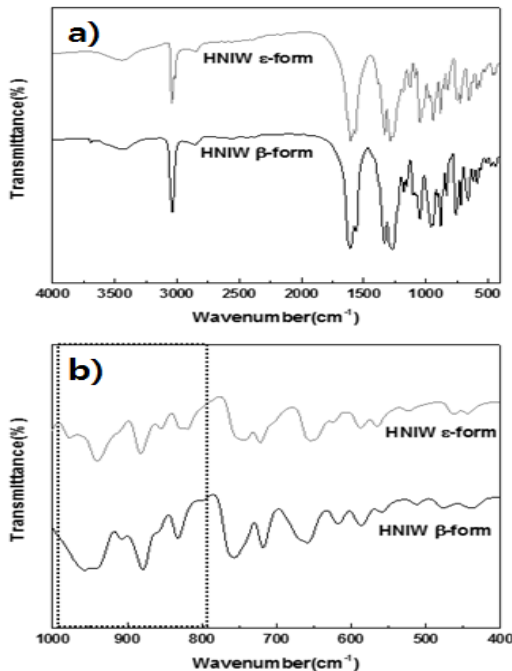 a)
HNIW ε-form
HNIW β-form
Transmittance(%)
4000 3500 3000 2500 2000 1500 1000 500
Wavenumber(cm⁻¹)
b)
HNIW ε-form
HNIW β-form
Transmittance(%)
1000 900 800 700 600 500 400
Wavenumber(cm⁻¹)